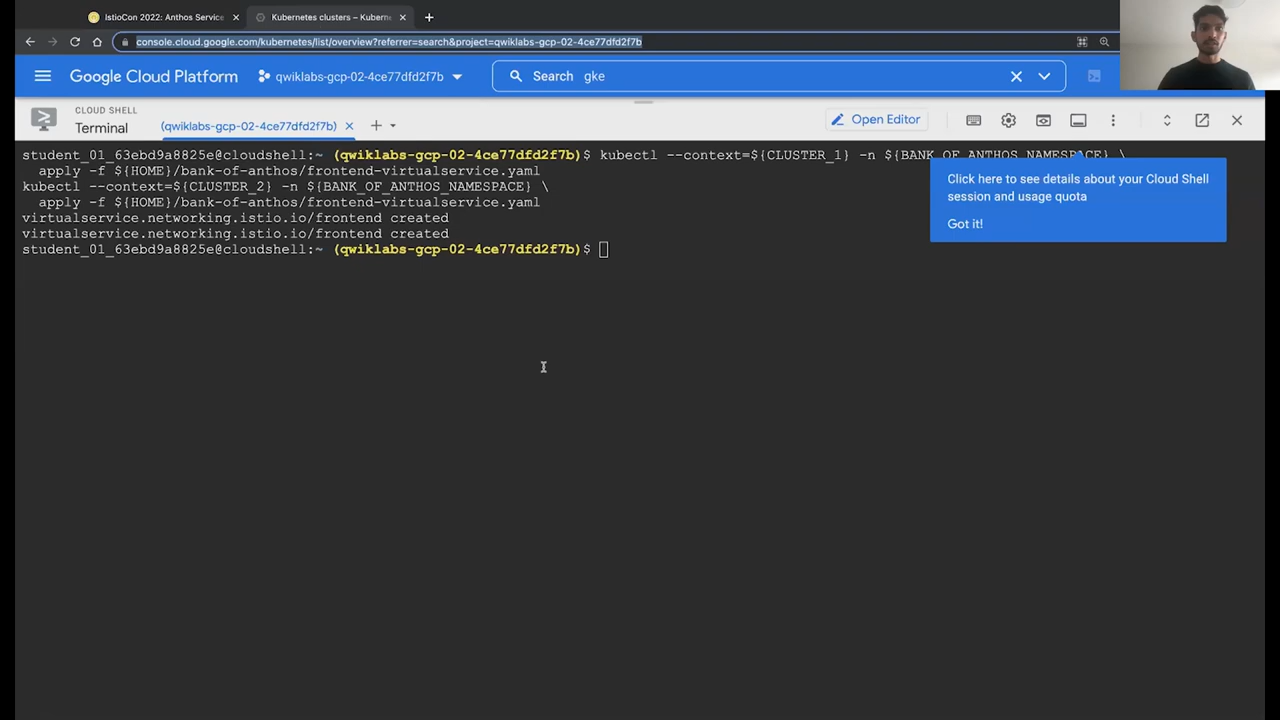 IstioCon 2022: Anthos Service
Kubernetes clusters – Kuberne
console.cloud.google.com/kubernetes/list/overview?referrer=search&project=qwiklabs-gcp-02-4ce77dfd2f7b
Google Cloud Platform
qwiklabs-gcp-02-4ce77dfd2f7b
Search gke
CLOUD SHELL
Terminal
(qwiklabs-gcp-02-4ce77dfd2f7b)
Open Editor
student_01_63ebd9a8825e@cloudshell:~ (qwiklabs-gcp-02-4ce77dfd2f7b)$ kubectl --context=${CLUSTER_1} -n ${BANK_OF_ANTHOS_NAMESPACE} \
apply -f ${HOME}/bank-of-anthos/frontend-virtualservice.yaml
kubectl --context=${CLUSTER_2} -n ${BANK_OF_ANTHOS_NAMESPACE} \
apply -f ${HOME}/bank-of-anthos/frontend-virtualservice.yaml
virtualservice.networking.istio.io/frontend created
virtualservice.networking.istio.io/frontend created
student_01_63ebd9a8825e@cloudshell:~ (qwiklabs-gcp-02-4ce77dfd2f7b)$
Click here to see details about your Cloud Shell
session and usage quota
Got it!